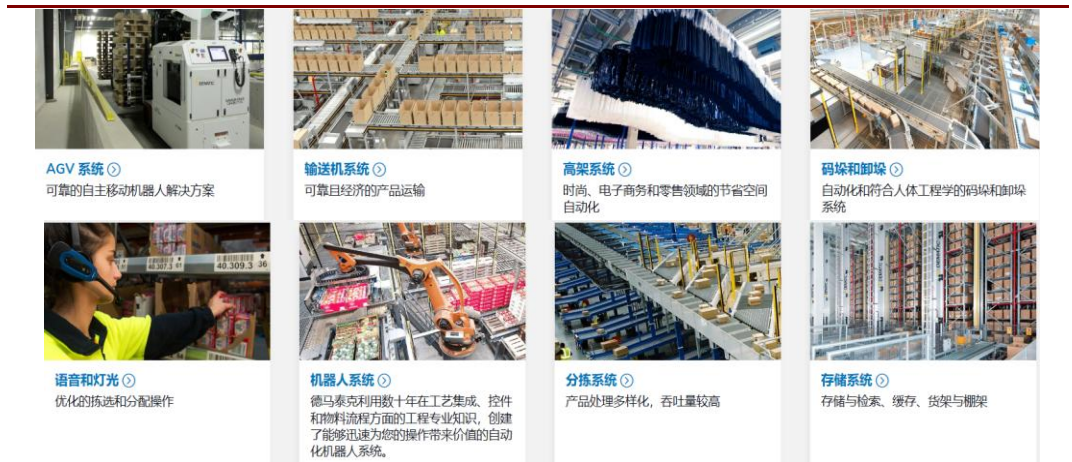 AGV 系统
可靠的自主移动机器人解决方案
输送机系统
可靠且经济的产品运输
高架系统
时尚、电子商务和零售领域的节省空间
自动化
码垛和卸垛
自动化和符合人体工程学的码垛和卸垛
系统
40.307.3 61
40.309.3 36
语音和灯光
优化的拣选和分配操作
机器人系统
德马泰克利用数十年在工艺集成、控件
和物料流程方面的工程专业知识，创建
了能够迅速为您的操作带来价值的自动
化机器人系统。
分拣系统
产品处理多样化，吞吐量较高
存储系统
存储与检索、缓存、货架与棚架